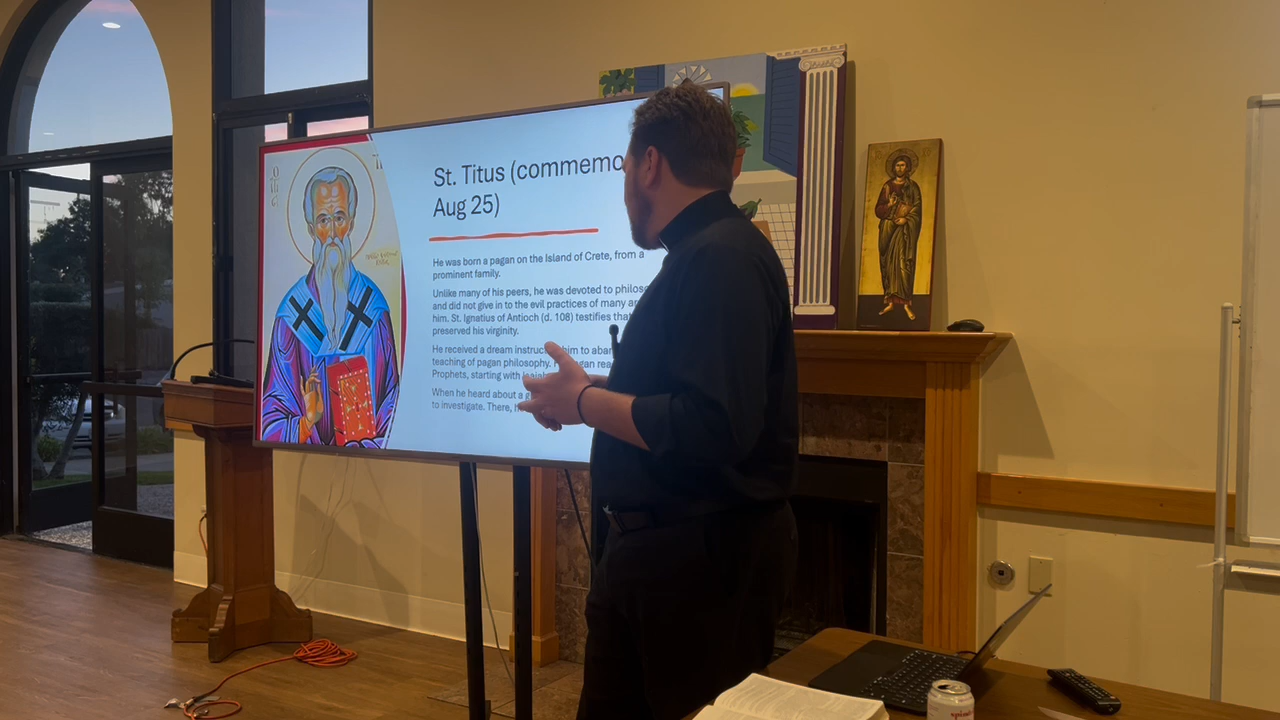 St. Titus (commemo
Aug 25)
He was born a pagan on the Island of Crete, from a
prominent family.
Unlike many of his peers, he was devoted to philos
and did not give in to the evil practices of many
him. St. Ignatius of Antioch (d. 108) testifies that
preserved his virginity.
He received a dream instruc him to aba
teaching of pagan philosophy. gan rea
Prophets, starting with Isaiah
When he heard about a g
to investigate. There, h